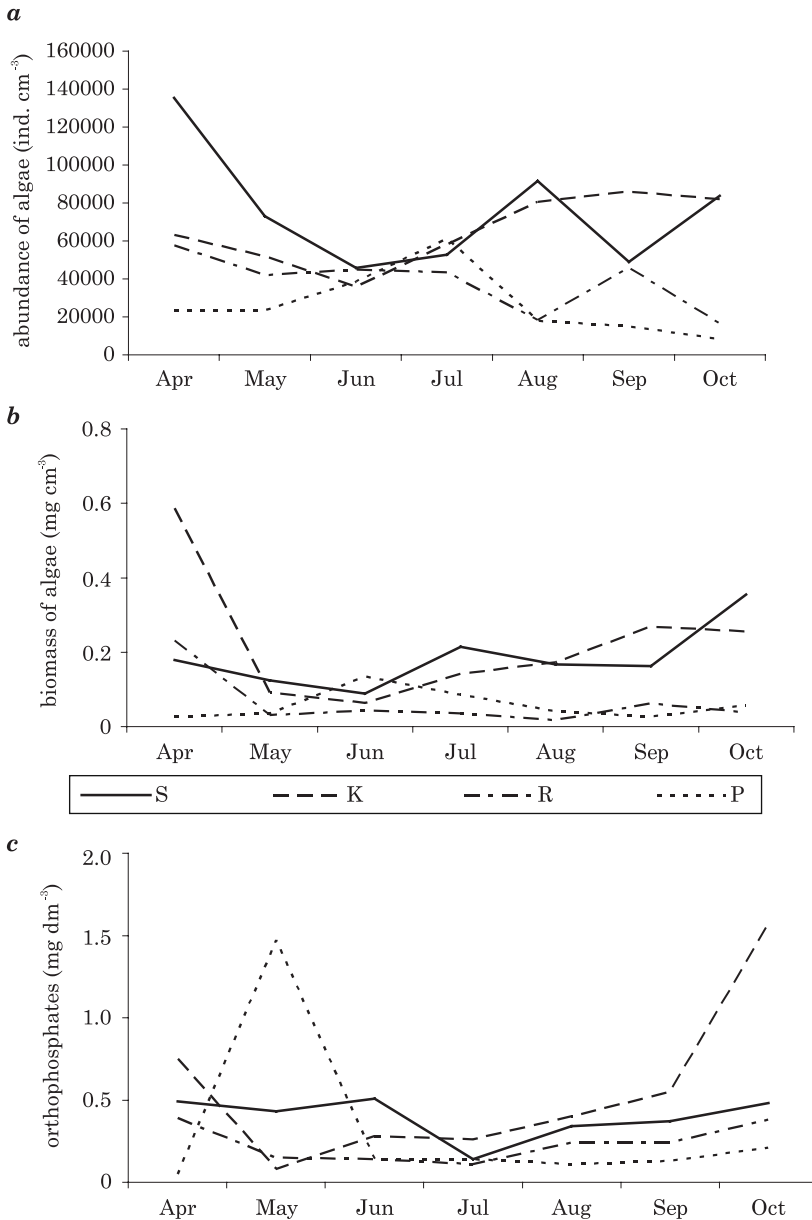 a
abundance of algae (ind. cm⁻³)
160000
140000
120000
100000
80000
60000
40000
20000
0
Apr May Jun Jul Aug Sep Oct
b
biomass of algae (mg cm⁻³)
0.8
0.6
0.4
0.2
0
Apr May Jun Jul Aug Sep Oct
S K R P
c
orthophosphates (mg dm⁻³)
2.0
1.5
1.0
0.5
0
Apr May Jun Jul Aug Sep Oct